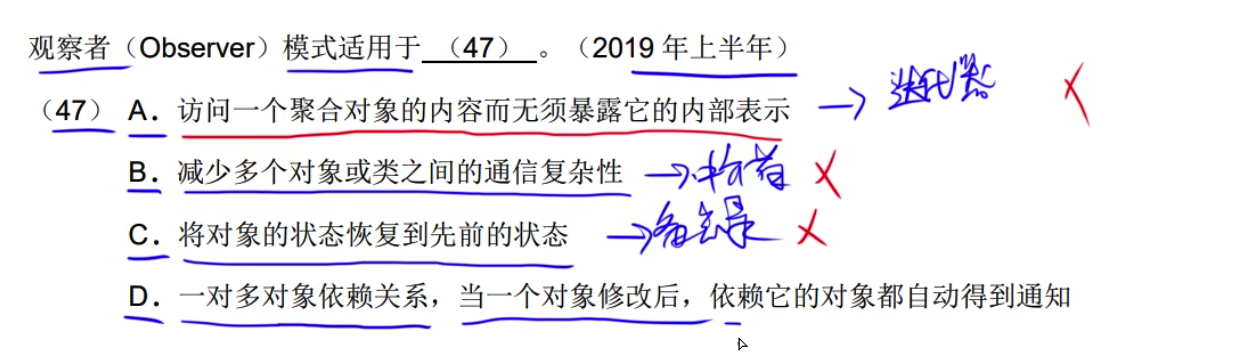 观察者（Observer）模式适用于 （47） 。（2019 年上半年）
（47） A．访问一个聚合对象的内容而无须暴露它的内部表示 → 迭代器 ×
B．减少多个对象或类之间的通信复杂性 → 中介者 ×
C．将对象的状态恢复到先前的状态 → 备忘录 ×
D．一对多对象依赖关系，当一个对象修改后，依赖它的对象都自动得到通知